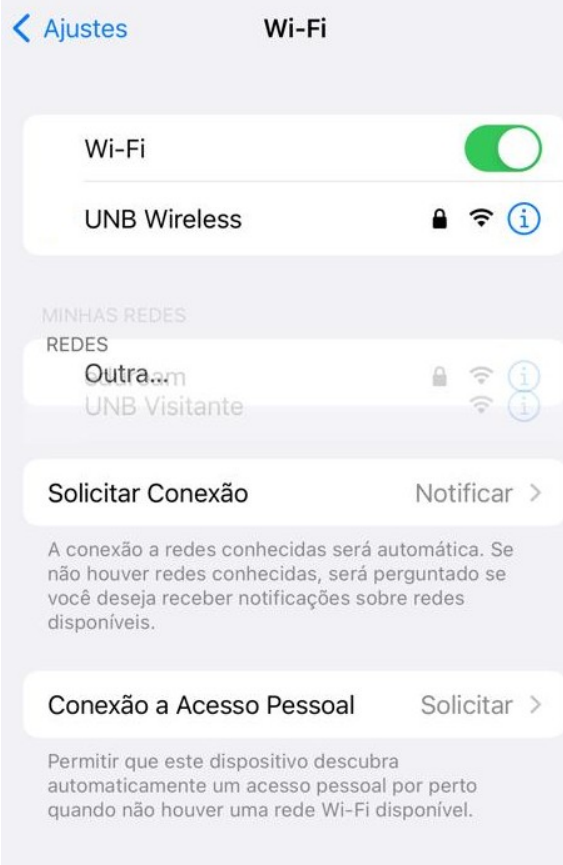 Ajustes
Wi-Fi
Wi-Fi
UNB Wireless
MINHAS REDES
REDES
Outra...
eduroam
UNB Visitante
Solicitar Conexão Notificar
A conexão a redes conhecidas será automática. Se
não houver redes conhecidas, será perguntado se
você deseja receber notificações sobre redes
disponíveis.
Conexão a Acesso Pessoal Solicitar
Permitir que este dispositivo descubra
automaticamente um acesso pessoal por perto
quando não houver uma rede Wi-Fi disponível.